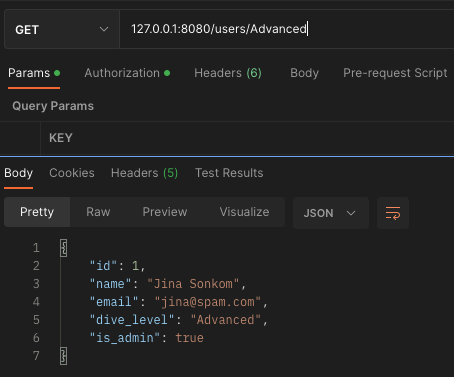 GET 127.0.0.1:8080/users/Advanced
Params Authorization Headers (6) Body Pre-request Script
Query Params
KEY
Body Cookies Headers (5) Test Results
Pretty Raw Preview Visualize JSON
1 {
2 "id": 1,
3 "name": "Jina Sonkom",
4 "email": "jina@spam.com",
5 "dive_level": "Advanced",
6 "is_admin": true
7 }